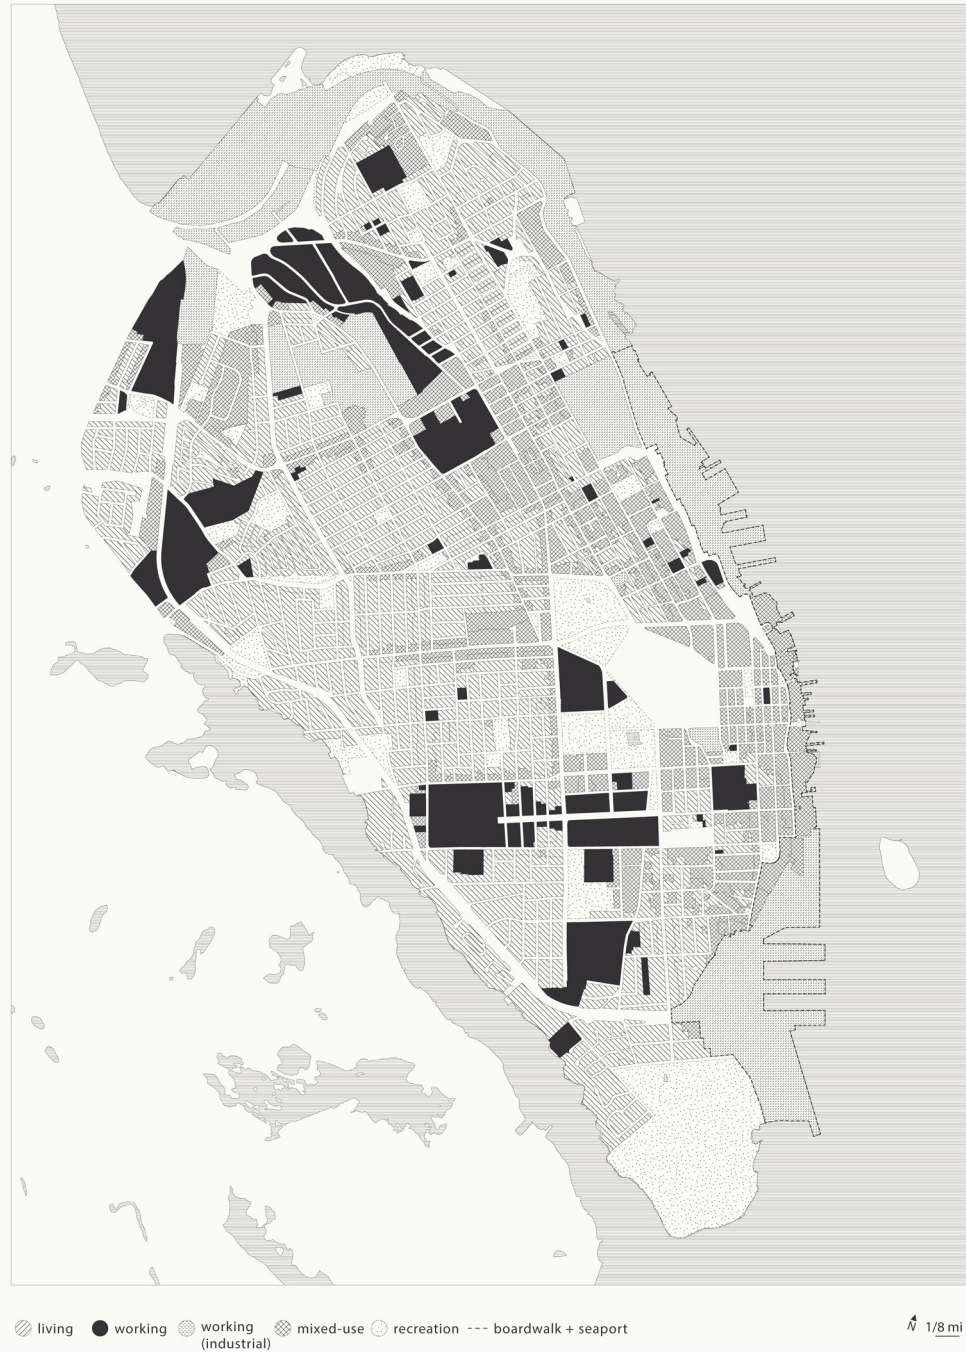 living working working mixed-use recreation --- boardwalk + seaport N 1/8 mi
(industrial)